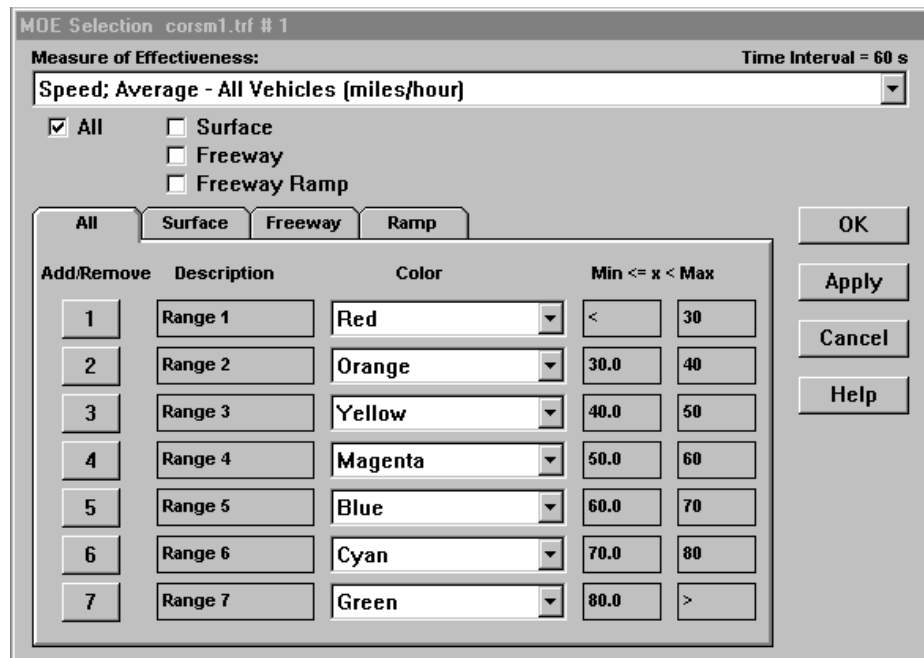 MOE Selection corsm1.trf # 1
Measure of Effectiveness: Time Interval = 60 s
Speed; Average - All Vehicles (miles/hour)
All Surface
Freeway
Freeway Ramp
All Surface Freeway Ramp
OK
Add/Remove Description Color Min <= x < Max
Apply
1 Range 1 Red < 30
Cancel
2 Range 2 Orange 30.0 40
Help
3 Range 3 Yellow 40.0 50
4 Range 4 Magenta 50.0 60
5 Range 5 Blue 60.0 70
6 Range 6 Cyan 70.0 80
7 Range 7 Green 80.0 >